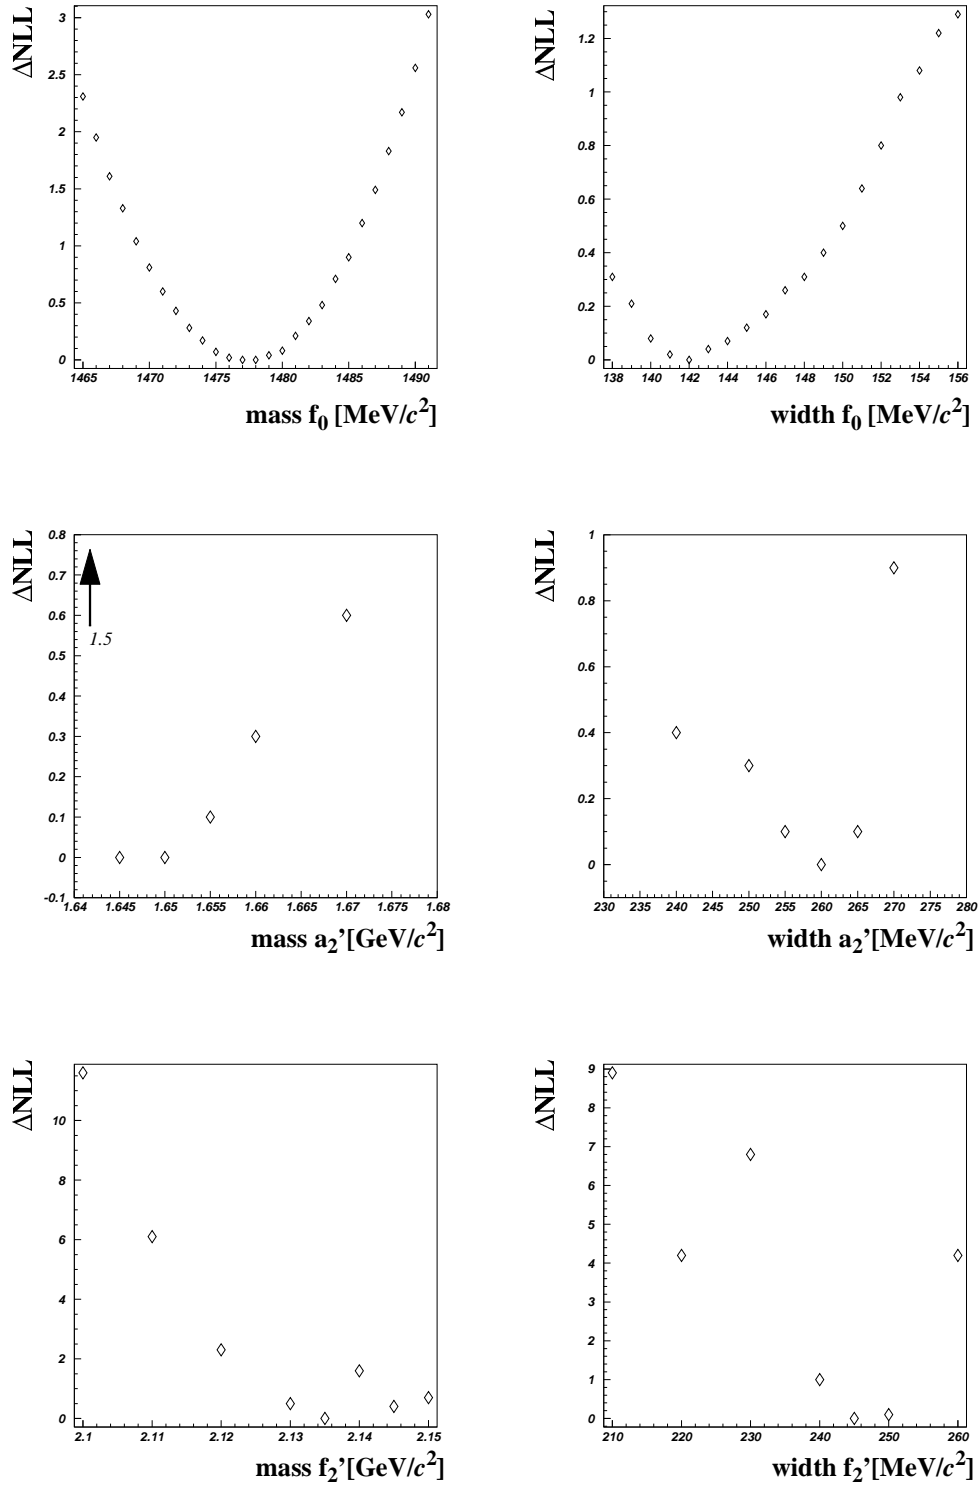 ΔNLL
3
2.5
2
1.5
1
0.5
0
1465 1470 1475 1480 1485 1490
mass f₀ [MeV/c²]
ΔNLL
1.2
1
0.8
0.6
0.4
0.2
0
138 140 142 144 146 148 150 152 154 156
width f₀ [MeV/c²]
ΔNLL
0.8
0.7
0.6
0.5
0.4
0.3
0.2
0.1
0
-0.1
1.5
1.64 1.645 1.65 1.655 1.66 1.665 1.67 1.675 1.68
mass a₂’[GeV/c²]
ΔNLL
1
0.8
0.6
0.4
0.2
0
230 235 240 245 250 255 260 265 270 275 280
width a₂’[MeV/c²]
ΔNLL
10
8
6
4
2
0
2.1 2.11 2.12 2.13 2.14 2.15
mass f₂’[GeV/c²]
ΔNLL
9
8
7
6
5
4
3
2
1
0
210 220 230 240 250 260
width f₂’[MeV/c²]